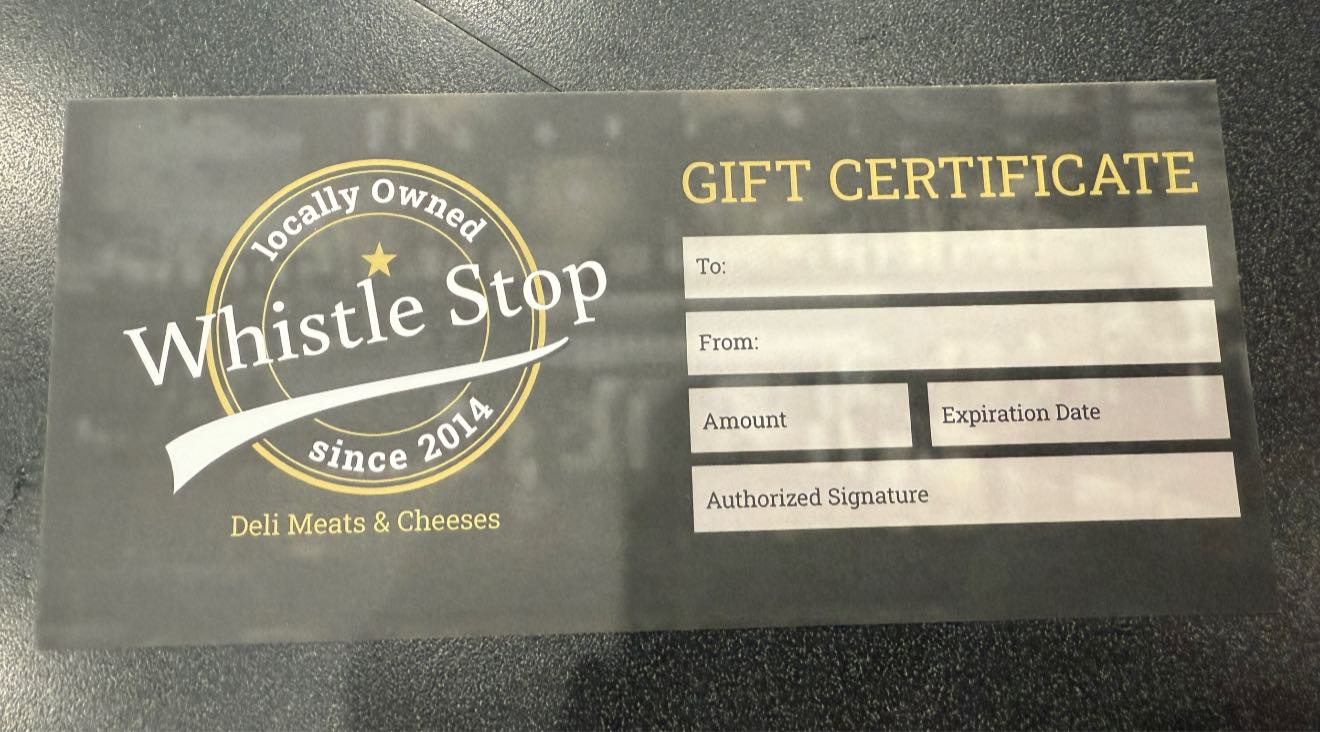 locally Owned
Whistle Stop
since 2014
Deli Meats & Cheeses
GIFT CERTIFICATE
To:
From:
Amount
Expiration Date
Authorized Signature